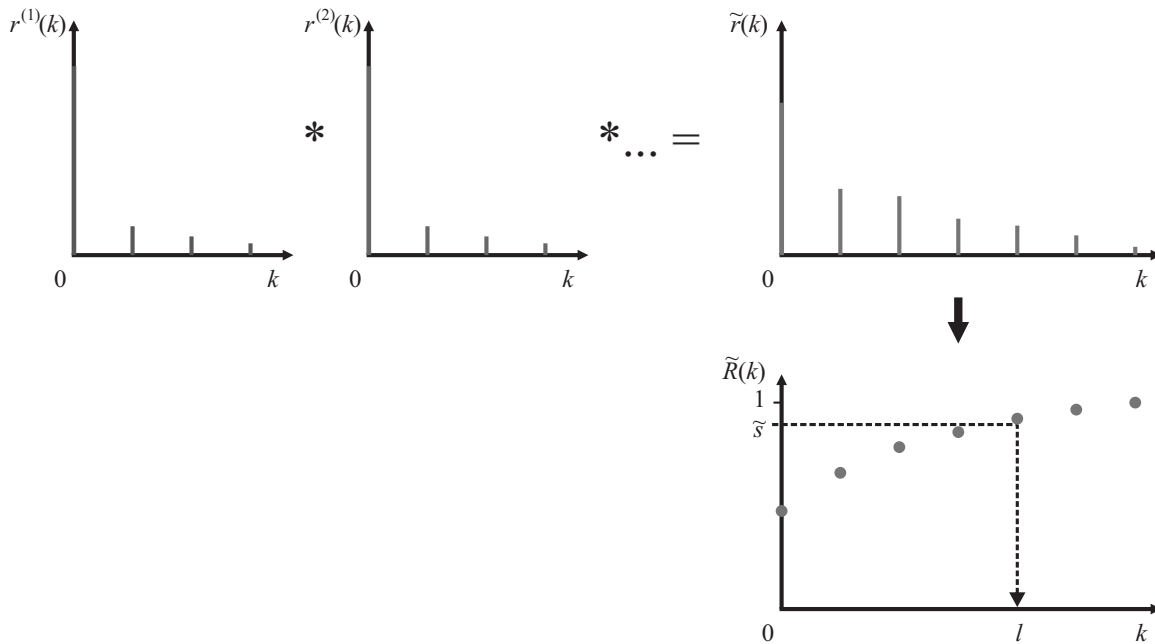 r^{(1)}(k)
0
k
*
r^{(2)}(k)
0
k
* ... =
r̃(k)
0
k
R̃(k)
1
s̃
0
l
k